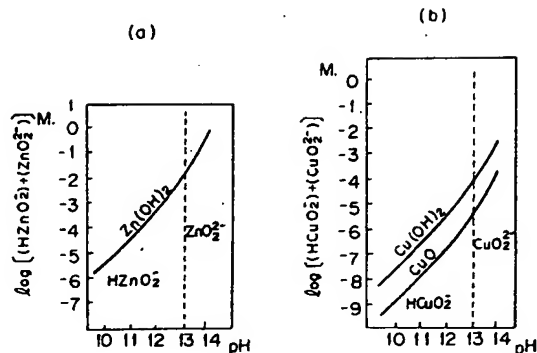 (a)
(b)
M.
1
0
-1
-2
-3
-4
-5
-6
-7
log [(HZnO₂⁻)+(ZnO₂²⁻)]
Zn(OH)₂
ZnO₂²⁻
HZnO₂⁻
10 11 12 13 14 pH
M.
0
-1
-2
-3
-4
-5
-6
-7
-8
-9
log [(HCuO₂⁻)+(CuO₂²⁻)]
Cu(OH)₂
CuO
CuO₂²⁻
HCuO₂⁻
10 11 12 13 14 pH